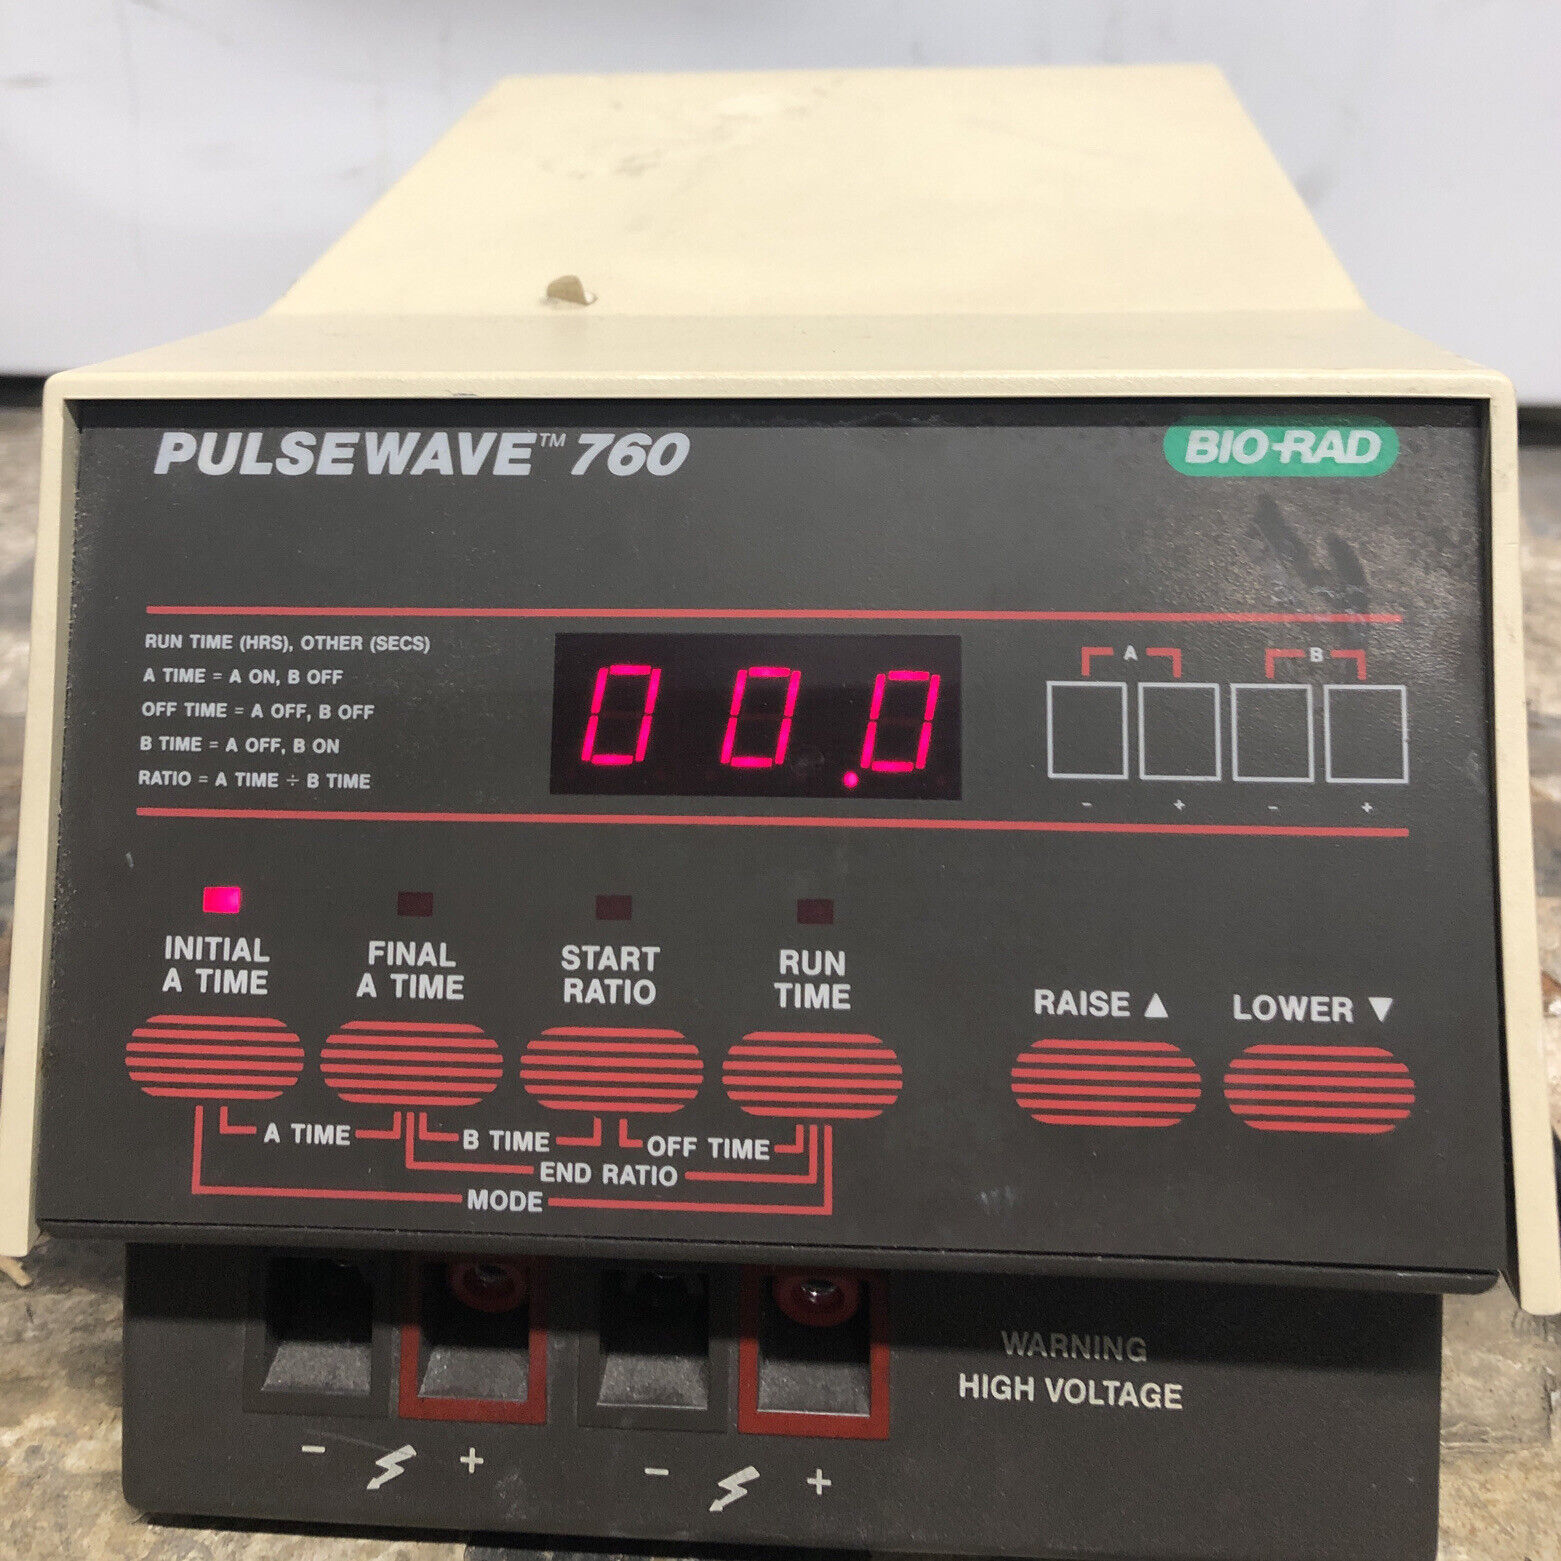 PULSEWAVE™ 760
BIO-RAD
RUN TIME (HRS), OTHER (SECS)
A TIME = A ON, B OFF
OFF TIME = A OFF, B OFF
B TIME = A OFF, B ON
RATIO = A TIME ÷ B TIME
00.0
A B
- + - +
INITIAL
A TIME
FINAL
A TIME
START
RATIO
RUN
TIME
RAISE ▲
LOWER ▼
A TIME
B TIME
OFF TIME
END RATIO
MODE
WARNING
HIGH VOLTAGE
- + - +